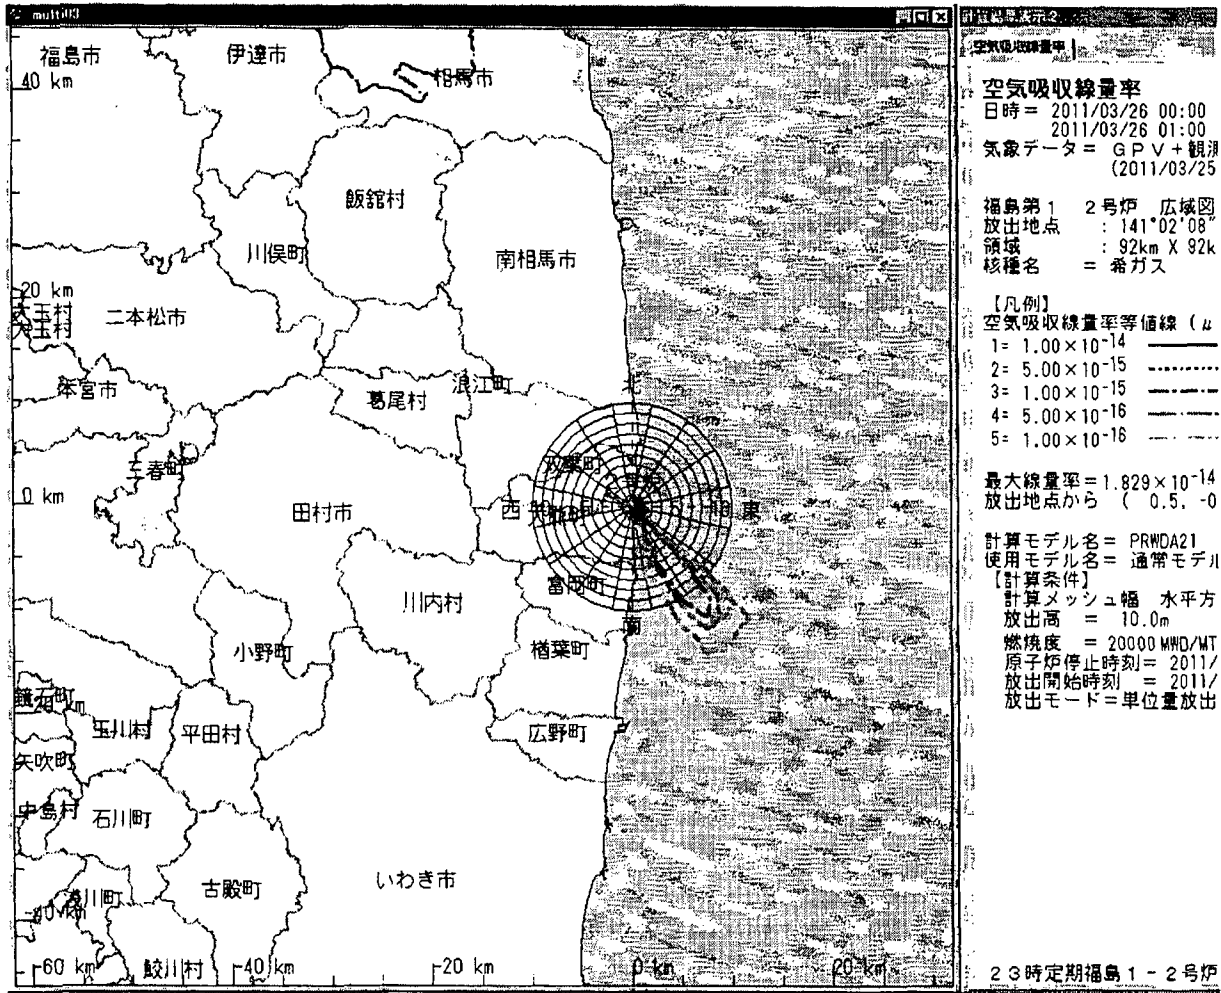 multi03
計算結果表示2
空気吸収線量率
福島市
伊達市
相馬市
40 km
飯舘村
川俣町
南相馬市
20 km
大玉村
大玉村
二本松市
本宮市
葛尾村
浪江町
北
三春町
双葉町
0 km
田村市
西
東
川内村
富岡町
南
小野町
楢葉町
鏡石町
玉川村
平田村
広野町
矢吹町
中島村
石川町
古殿町
いわき市
浅川町
-40 km
鮫川村
-60 km
-40 km
-20 km
0 km
20 km
空気吸収線量率
日時= 2011/03/26 00:00
2011/03/26 01:00
気象データ= GPV+観測
(2011/03/25
福島第1 2号炉 広域図
放出地点 : 141°02'08"
領域 : 92km X 92k
核種名 = 希ガス
【凡例】
空気吸収線量率等値線 (μ
1= 1.00×10⁻¹⁴
2= 5.00×10⁻¹⁵
3= 1.00×10⁻¹⁵
4= 5.00×10⁻¹⁶
5= 1.00×10⁻¹⁶
最大線量率=1.829×10⁻¹⁴
放出地点から ( 0.5, -0
計算モデル名= PRWDA21
使用モデル名= 通常モデル
【計算条件】
計算メッシュ幅 水平方
放出高 = 10.0m
燃焼度 = 20000MWD/MT
原子炉停止時刻= 2011/
放出開始時刻 = 2011/
放出モード=単位量放出
23時定期福島1-2号炉